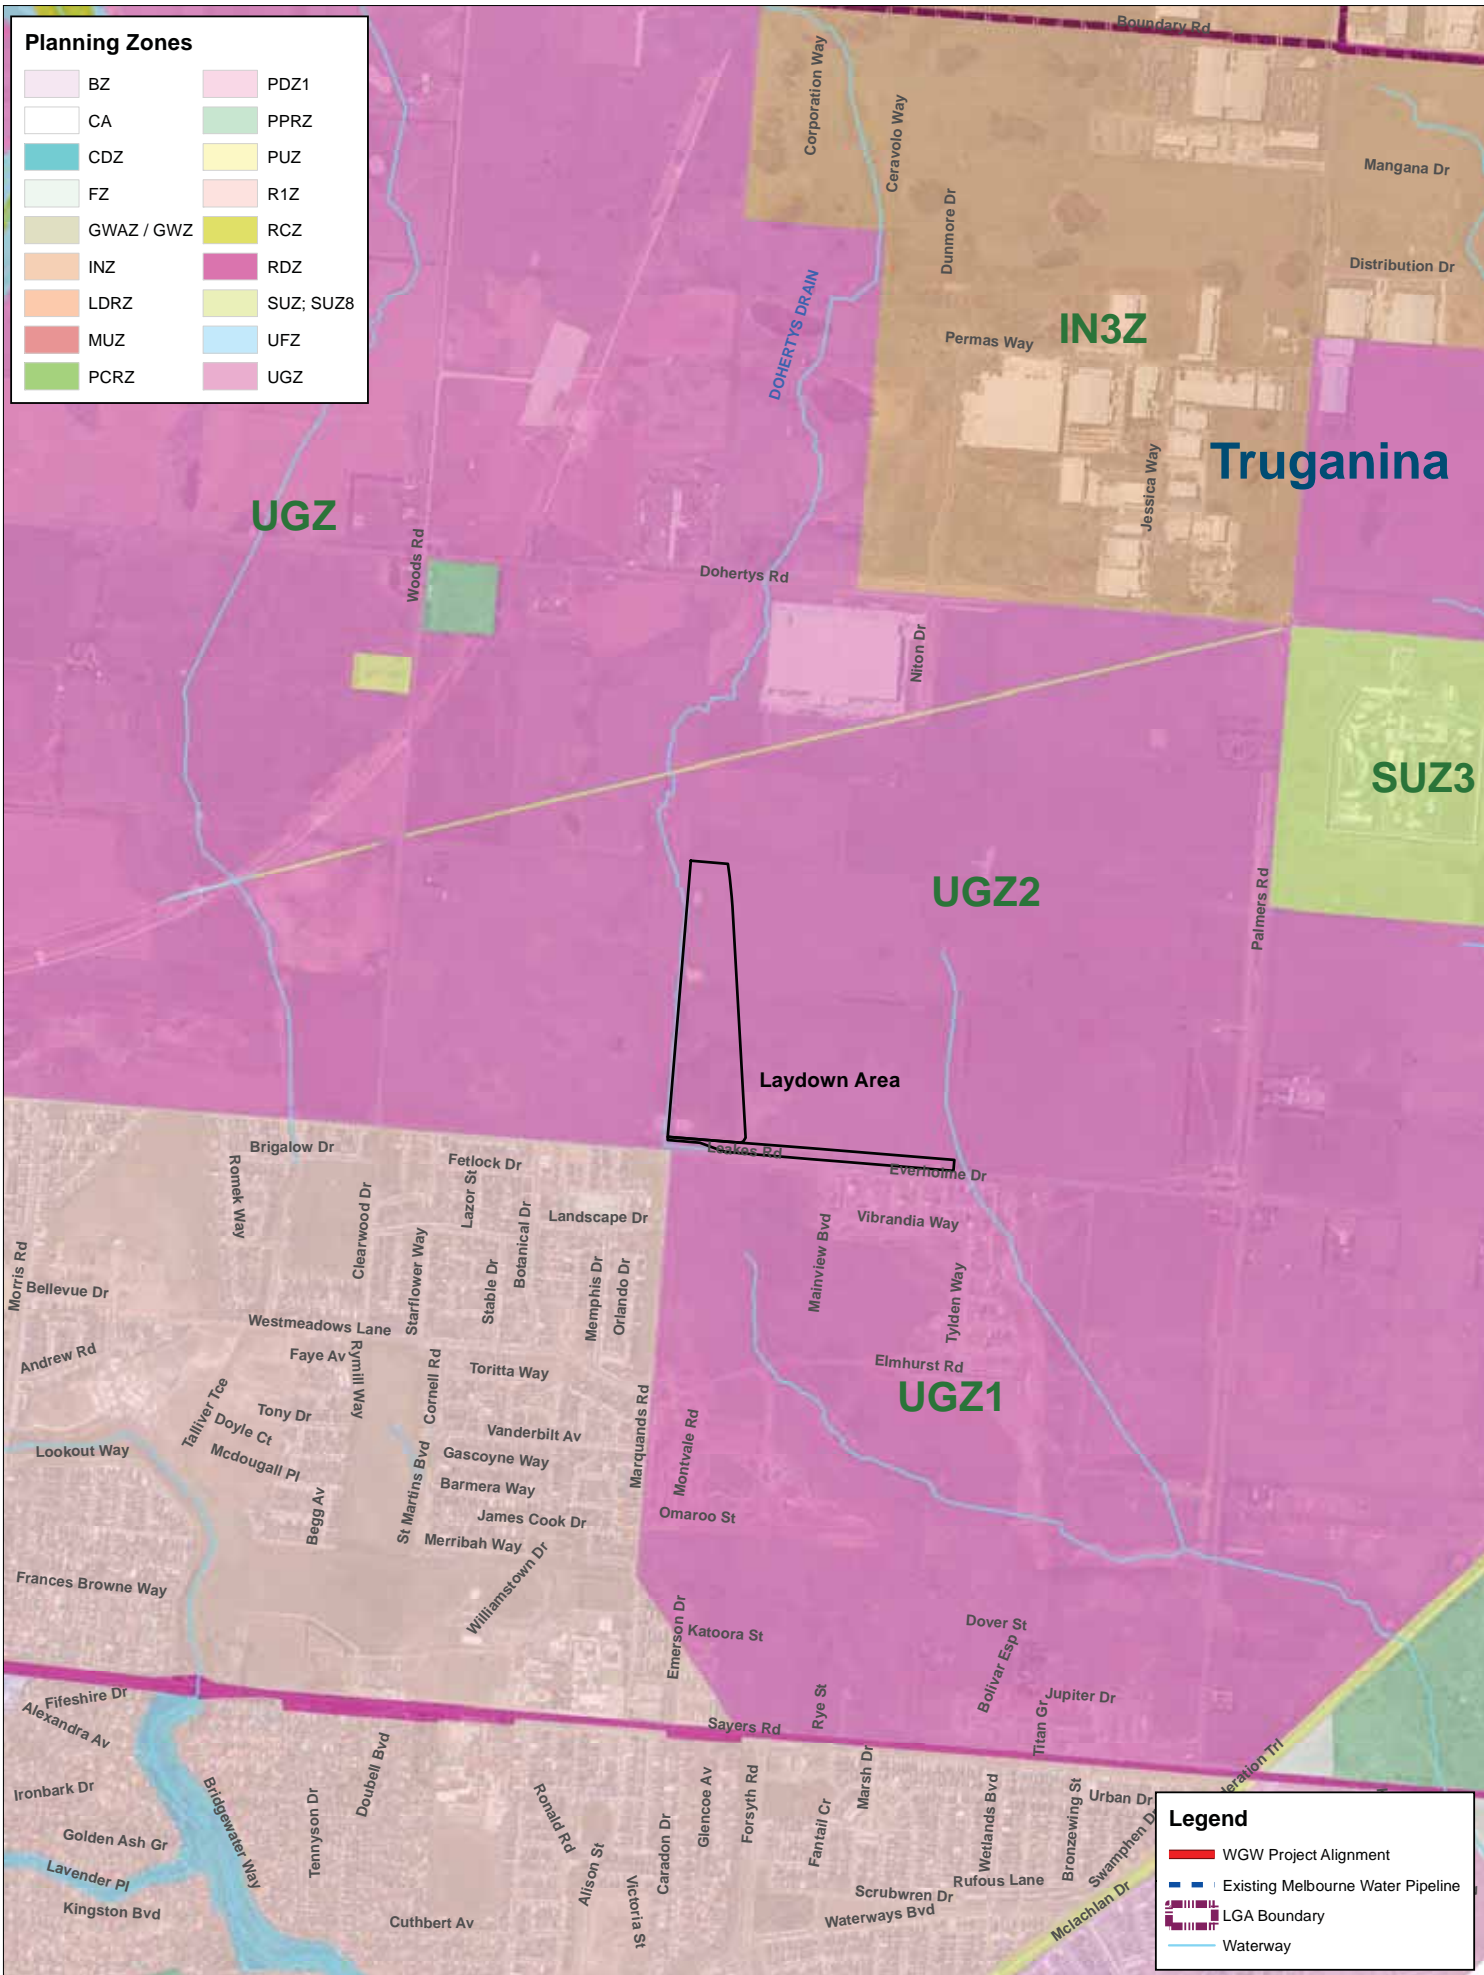 Planning Zones
BZ
CA
CDZ
FZ
GWAZ / GWZ
INZ
LDRZ
MUZ
PCRZ
PDZ1
PPRZ
PUZ
R1Z
RCZ
RDZ
SUZ; SUZ8
UFZ
UGZ
Boundary Rd
Corporation Way
Ceravolo Way
Mangana Dr
Dunmore Dr
Distribution Dr
DOHERTYS DRAIN
IN3Z
Permas Way
Truganina
Jessica Way
UGZ
Woods Rd
Dohertys Rd
Niton Dr
SUZ3
UGZ2
Palmers Rd
Laydown Area
Leakes Rd
Everholme Dr
Brigalow Dr
Fetlock Dr
Romek Way
Lazor St
Clearwood Dr
Botanical Dr
Landscape Dr
Vibrandia Way
Mainview Bvd
Morris Rd
Starflower Way
Stable Dr
Memphis Dr
Orlando Dr
Bellevue Dr
Tylden Way
Westmeadows Lane
Andrew Rd
Faye Av
Rymill Way
Toritta Way
Elmhurst Rd
Cornell Rd
UGZ1
Talliver Tce
Tony Dr
Doyle Ct
Mcdougall Pl
Marquands Rd
Montvale Rd
Vanderbilt Av
Lookout Way
Gascoyne Way
St Martins Bvd
Barmera Way
Begg Av
James Cook Dr
Omaroo St
Merribah Way
Williamstown Dr
Frances Browne Way
Emerson Dr
Katoora St
Dover St
Bolivar Esp
Jupiter Dr
Titan Gr
Rye St
Fifeshire Dr
Alexandra Av
Sayers Rd
Doubell Bvd
Marsh Dr
deration Trl
Ironbark Dr
Bridgewater Way
Tennyson Dr
Ronald Rd
Glencoe Av
Forsyth Rd
Fantail Cr
Wetlands Bvd
Bronzewing St
Urban Dr
Swamphen Dr
Golden Ash Gr
Caradon Dr
Alison St
Lavender Pl
Victoria St
Rufous Lane
Scrubwren Dr
Waterways Bvd
Mclachlan Dr
Kingston Bvd
Cuthbert Av
Legend
WGW Project Alignment
Existing Melbourne Water Pipeline
LGA Boundary
Waterway